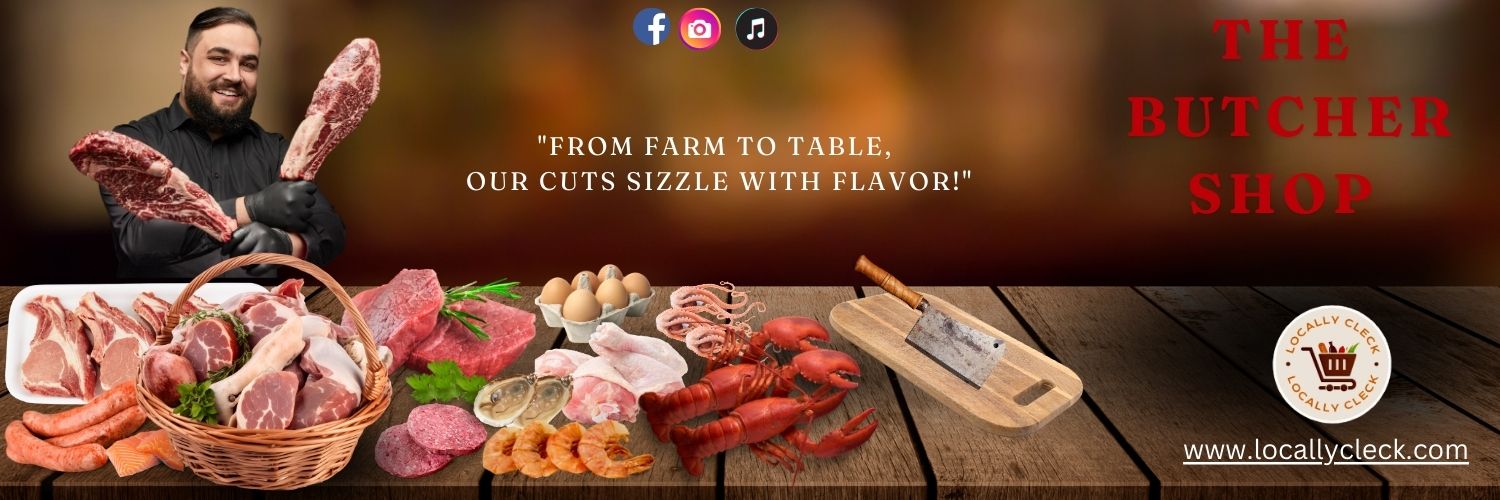 "FROM FARM TO TABLE,
OUR CUTS SIZZLE WITH FLAVOR!"
THE
BUTCHER
SHOP
LOCALLY CLECK
LOCALLY CLECK
www.locallycleck.com